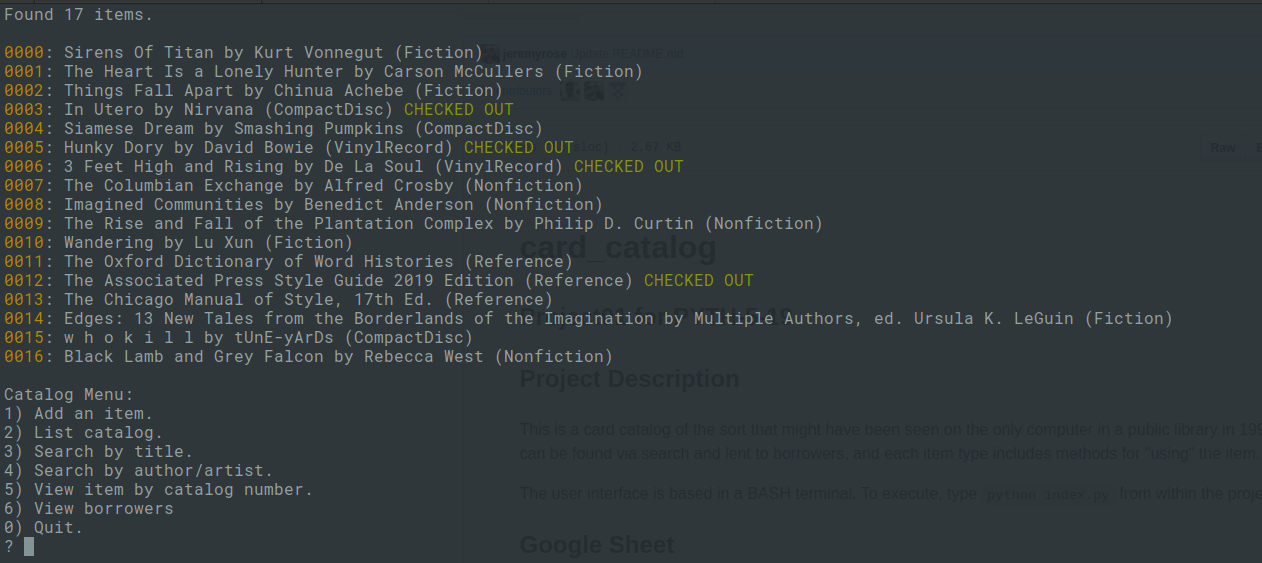 Found 17 items.
0000: Sirens Of Titan by Kurt Vonnegut (Fiction)
0001: The Heart Is a Lonely Hunter by Carson McCullers (Fiction)
0002: Things Fall Apart by Chinua Achebe (Fiction)
0003: In Utero by Nirvana (CompactDisc) CHECKED OUT
0004: Siamese Dream by Smashing Pumpkins (CompactDisc)
0005: Hunky Dory by David Bowie (VinylRecord) CHECKED OUT
0006: 3 Feet High and Rising by De La Soul (VinylRecord) CHECKED OUT
0007: The Columbian Exchange by Alfred Crosby (Nonfiction)
0008: Imagined Communities by Benedict Anderson (Nonfiction)
0009: The Rise and Fall of the Plantation Complex by Philip D. Curtin (Nonfiction)
0010: Wandering by Lu Xun (Fiction)
0011: The Oxford Dictionary of Word Histories (Reference)
0012: The Associated Press Style Guide 2019 Edition (Reference) CHECKED OUT
0013: The Chicago Manual of Style, 17th Ed. (Reference)
0014: Edges: 13 New Tales from the Borderlands of the Imagination by Multiple Authors, ed. Ursula K. LeGuin (Fiction)
0015: w h o k i l l by tUnE-yArDs (CompactDisc)
0016: Black Lamb and Grey Falcon by Rebecca West (Nonfiction)
Catalog Menu:
1) Add an item.
2) List catalog.
3) Search by title.
4) Search by author/artist.
5) View item by catalog number.
6) View borrowers
0) Quit.
?
jeremyrose Update README.md
2.57 KB
Raw
card_catalog
Project Description
This is a card catalog of the sort that might have been seen on the only computer in a public library in 199
can be found via search and lent to borrowers, and each item type includes methods for "using" the item.
The user interface is based in a BASH terminal. To execute, type python index.py from within the proje
Google Sheet